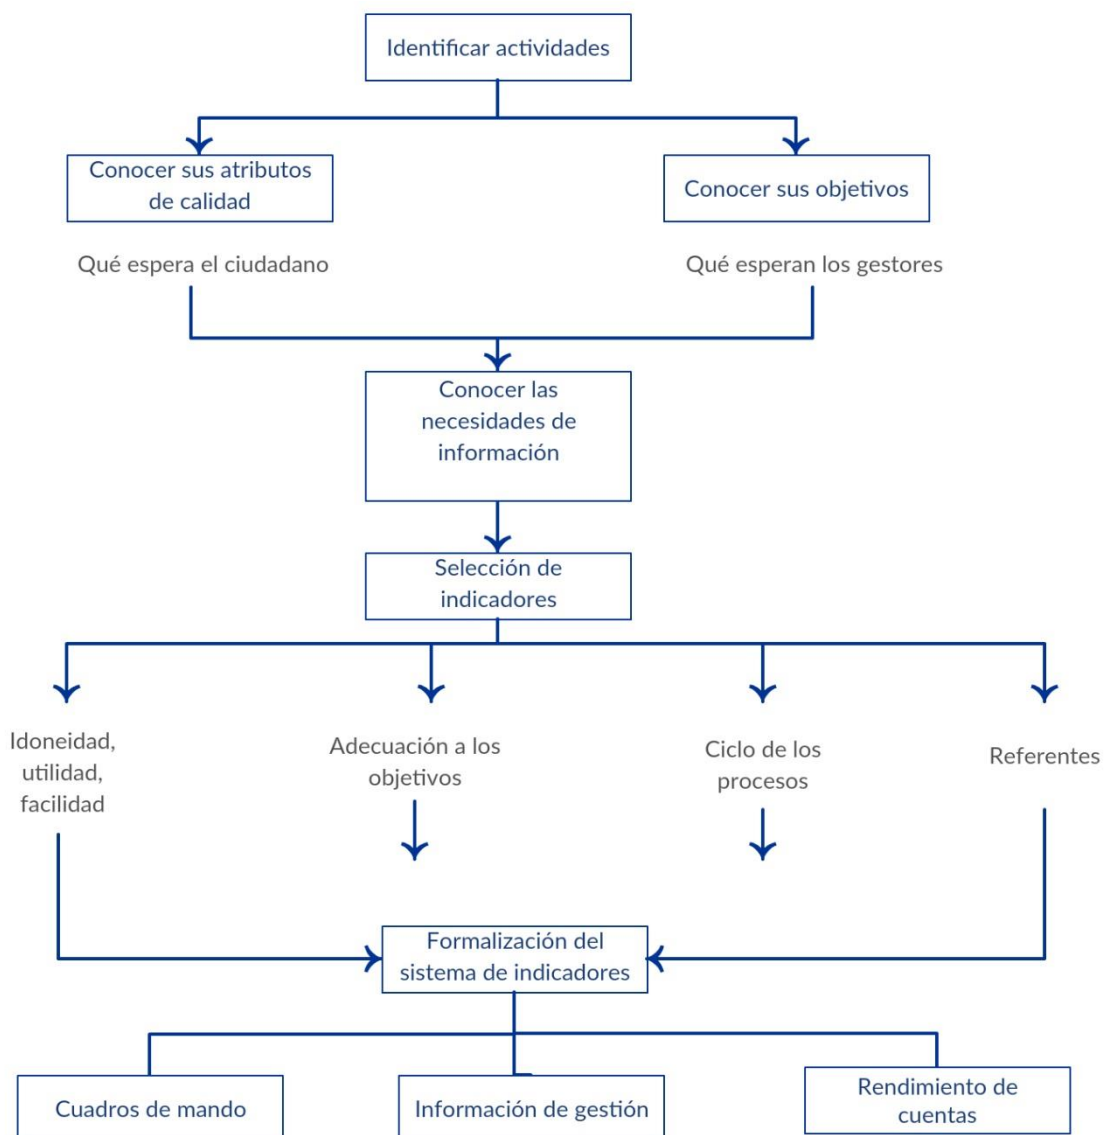 Identificar actividades
Conocer sus atributos
de calidad
Conocer sus objetivos
Qué espera el ciudadano
Qué esperan los gestores
Conocer las
necesidades de
información
Selección de
indicadores
Idoneidad,
utilidad,
facilidad
Adecuación a los
objetivos
Ciclo de los
procesos
Referentes
Formalización del
sistema de indicadores
Cuadros de mando
Información de gestión
Rendimiento de
cuentas